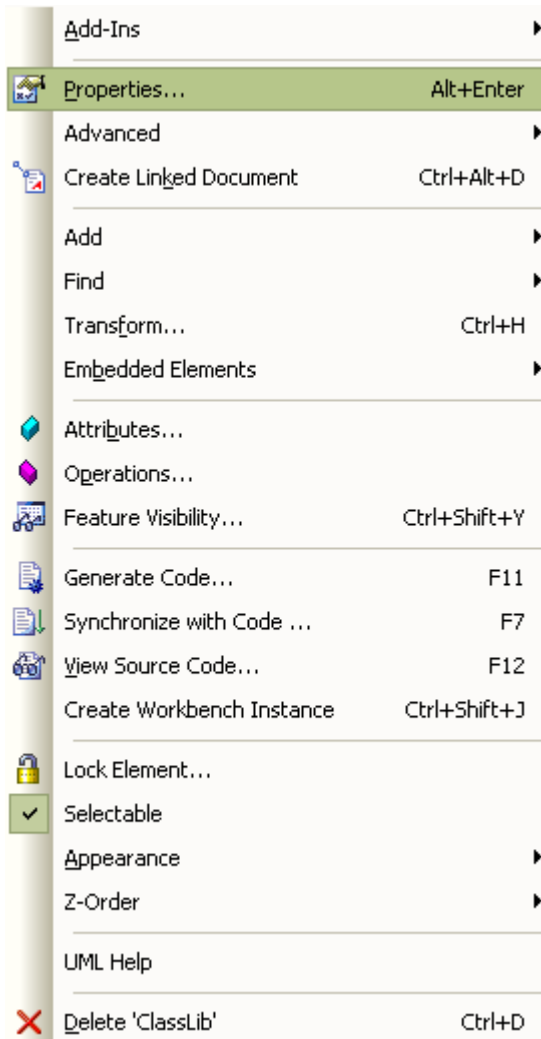 Add-Ins
Properties... Alt+Enter
Advanced
Create Linked Document Ctrl+Alt+D
Add
Find
Transform... Ctrl+H
Embedded Elements
Attributes...
Operations...
Feature Visibility... Ctrl+Shift+Y
Generate Code... F11
Synchronize with Code ... F7
View Source Code... F12
Create Workbench Instance Ctrl+Shift+J
Lock Element...
Selectable
Appearance
Z-Order
UML Help
Delete 'ClassLib' Ctrl+D